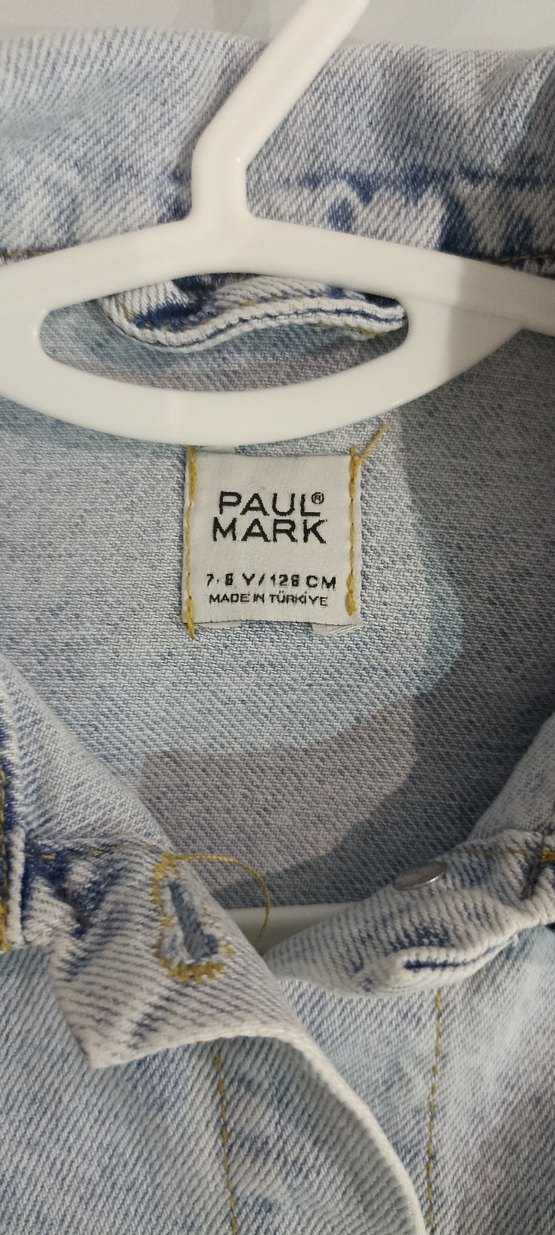 PAUL®
MARK
7-8 Y/128 CM
MADE IN TÜRKİYE